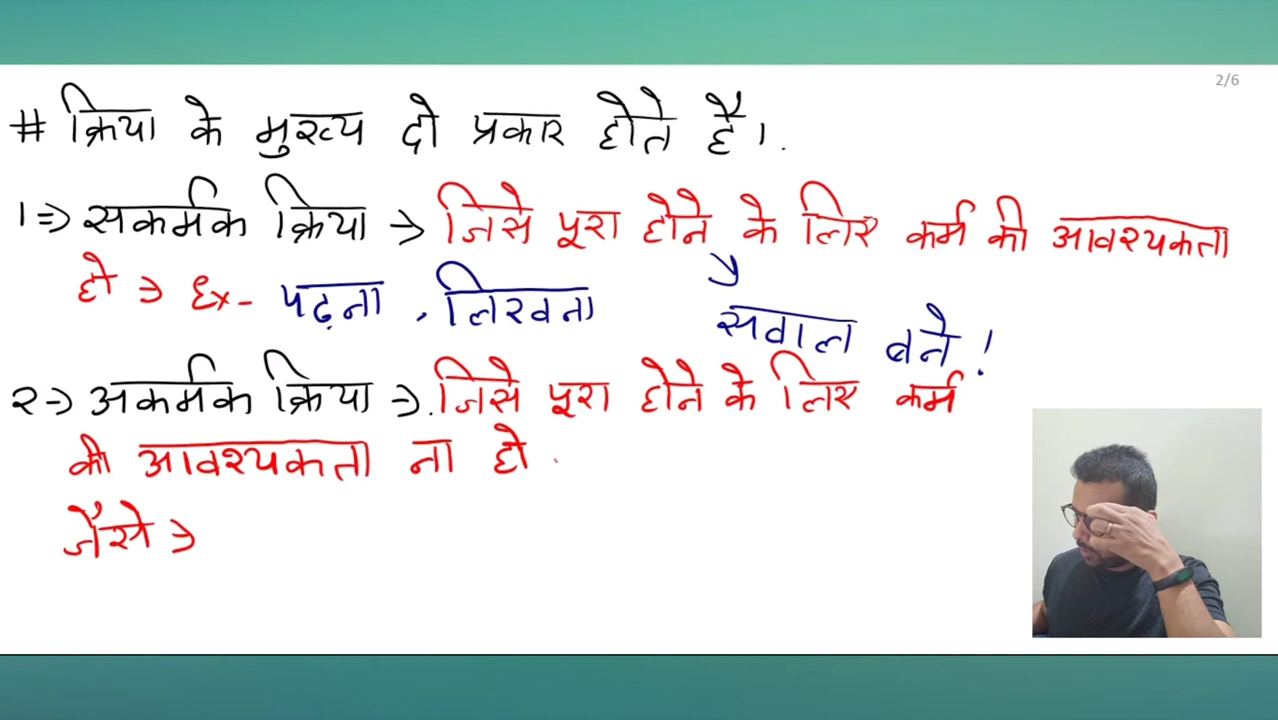 2/6
# क्रिया के मुख्य दो प्रकार होते है।.
1⇒ सकर्मक क्रिया → जिसे पूरा होने के लिए कर्म की आवश्यकता
हो ⇒ Ex- पढ़ना , लिखना
सवाल बने !
2→ अकर्मक क्रिया →. जिसे पूरा होने के लिए कर्म
की आवश्यकता ना हो .
जैसे ⇒